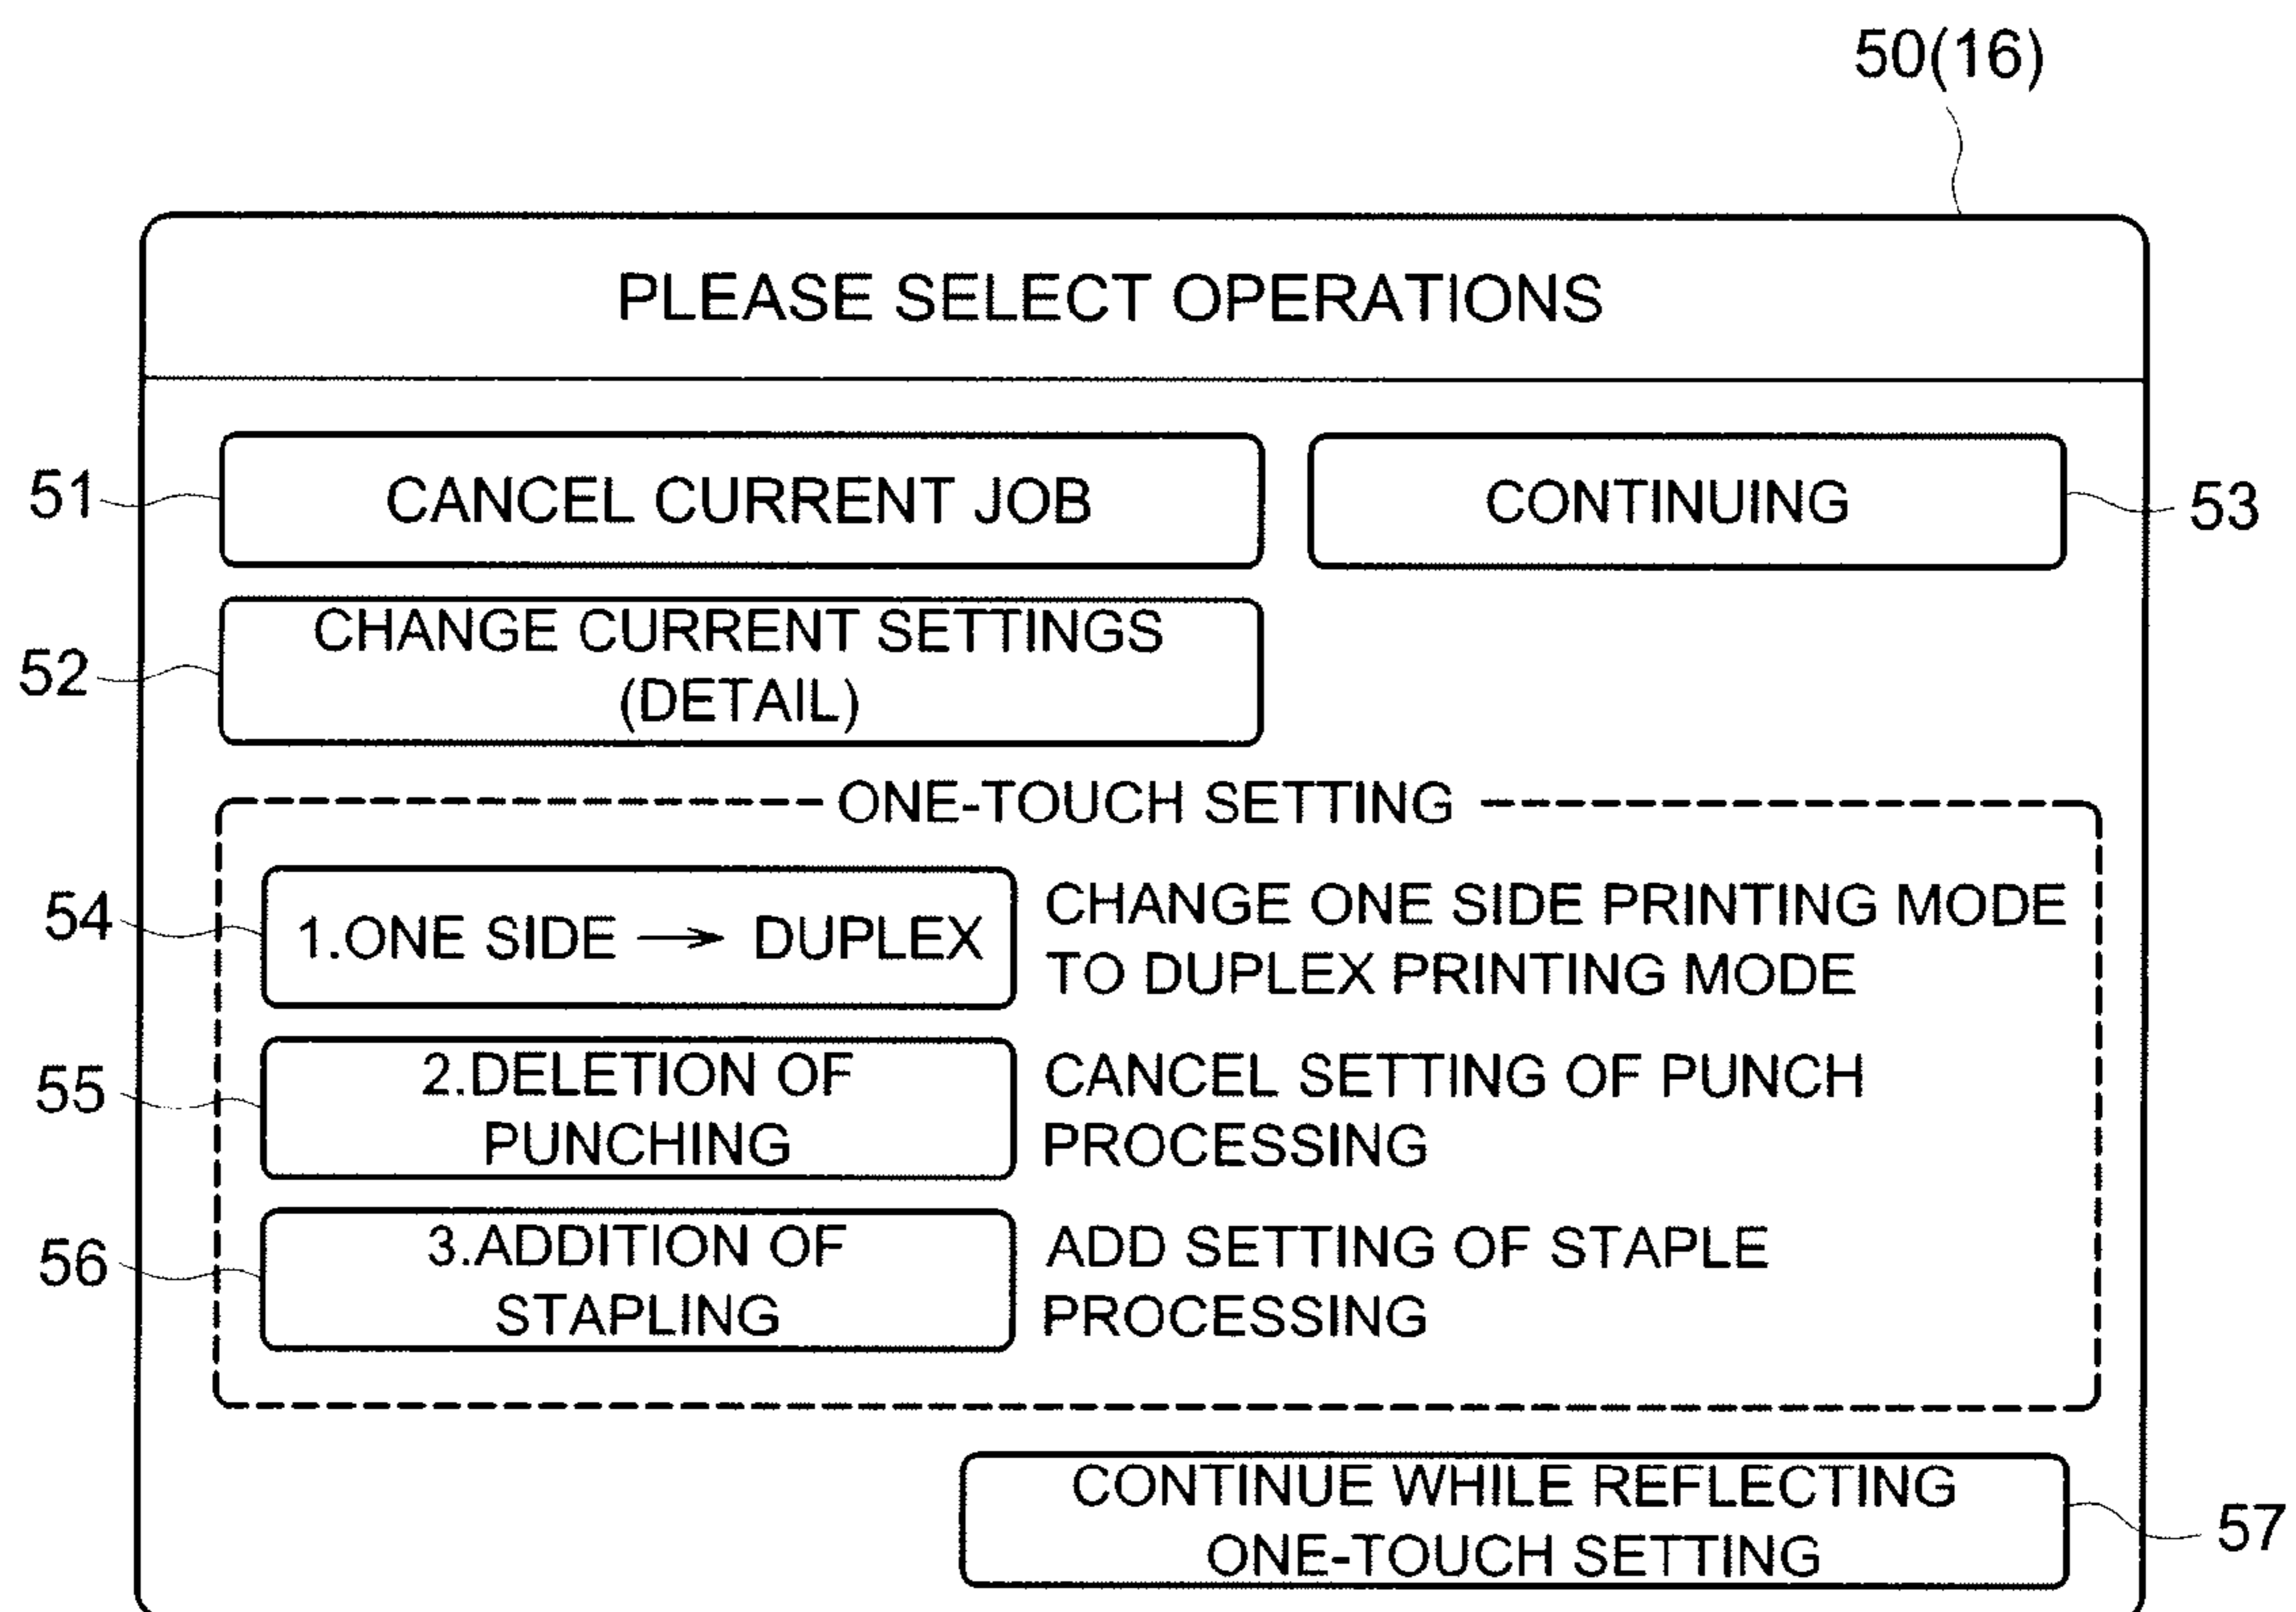 50(16)
PLEASE SELECT OPERATIONS
51
CANCEL CURRENT JOB
CONTINUING
53
52
CHANGE CURRENT SETTINGS
(DETAIL)
ONE-TOUCH SETTING
54
1.ONE SIDE → DUPLEX
CHANGE ONE SIDE PRINTING MODE
TO DUPLEX PRINTING MODE
55
2.DELETION OF
PUNCHING
CANCEL SETTING OF PUNCH
PROCESSING
56
3.ADDITION OF
STAPLING
ADD SETTING OF STAPLE
PROCESSING
CONTINUE WHILE REFLECTING
ONE-TOUCH SETTING
57